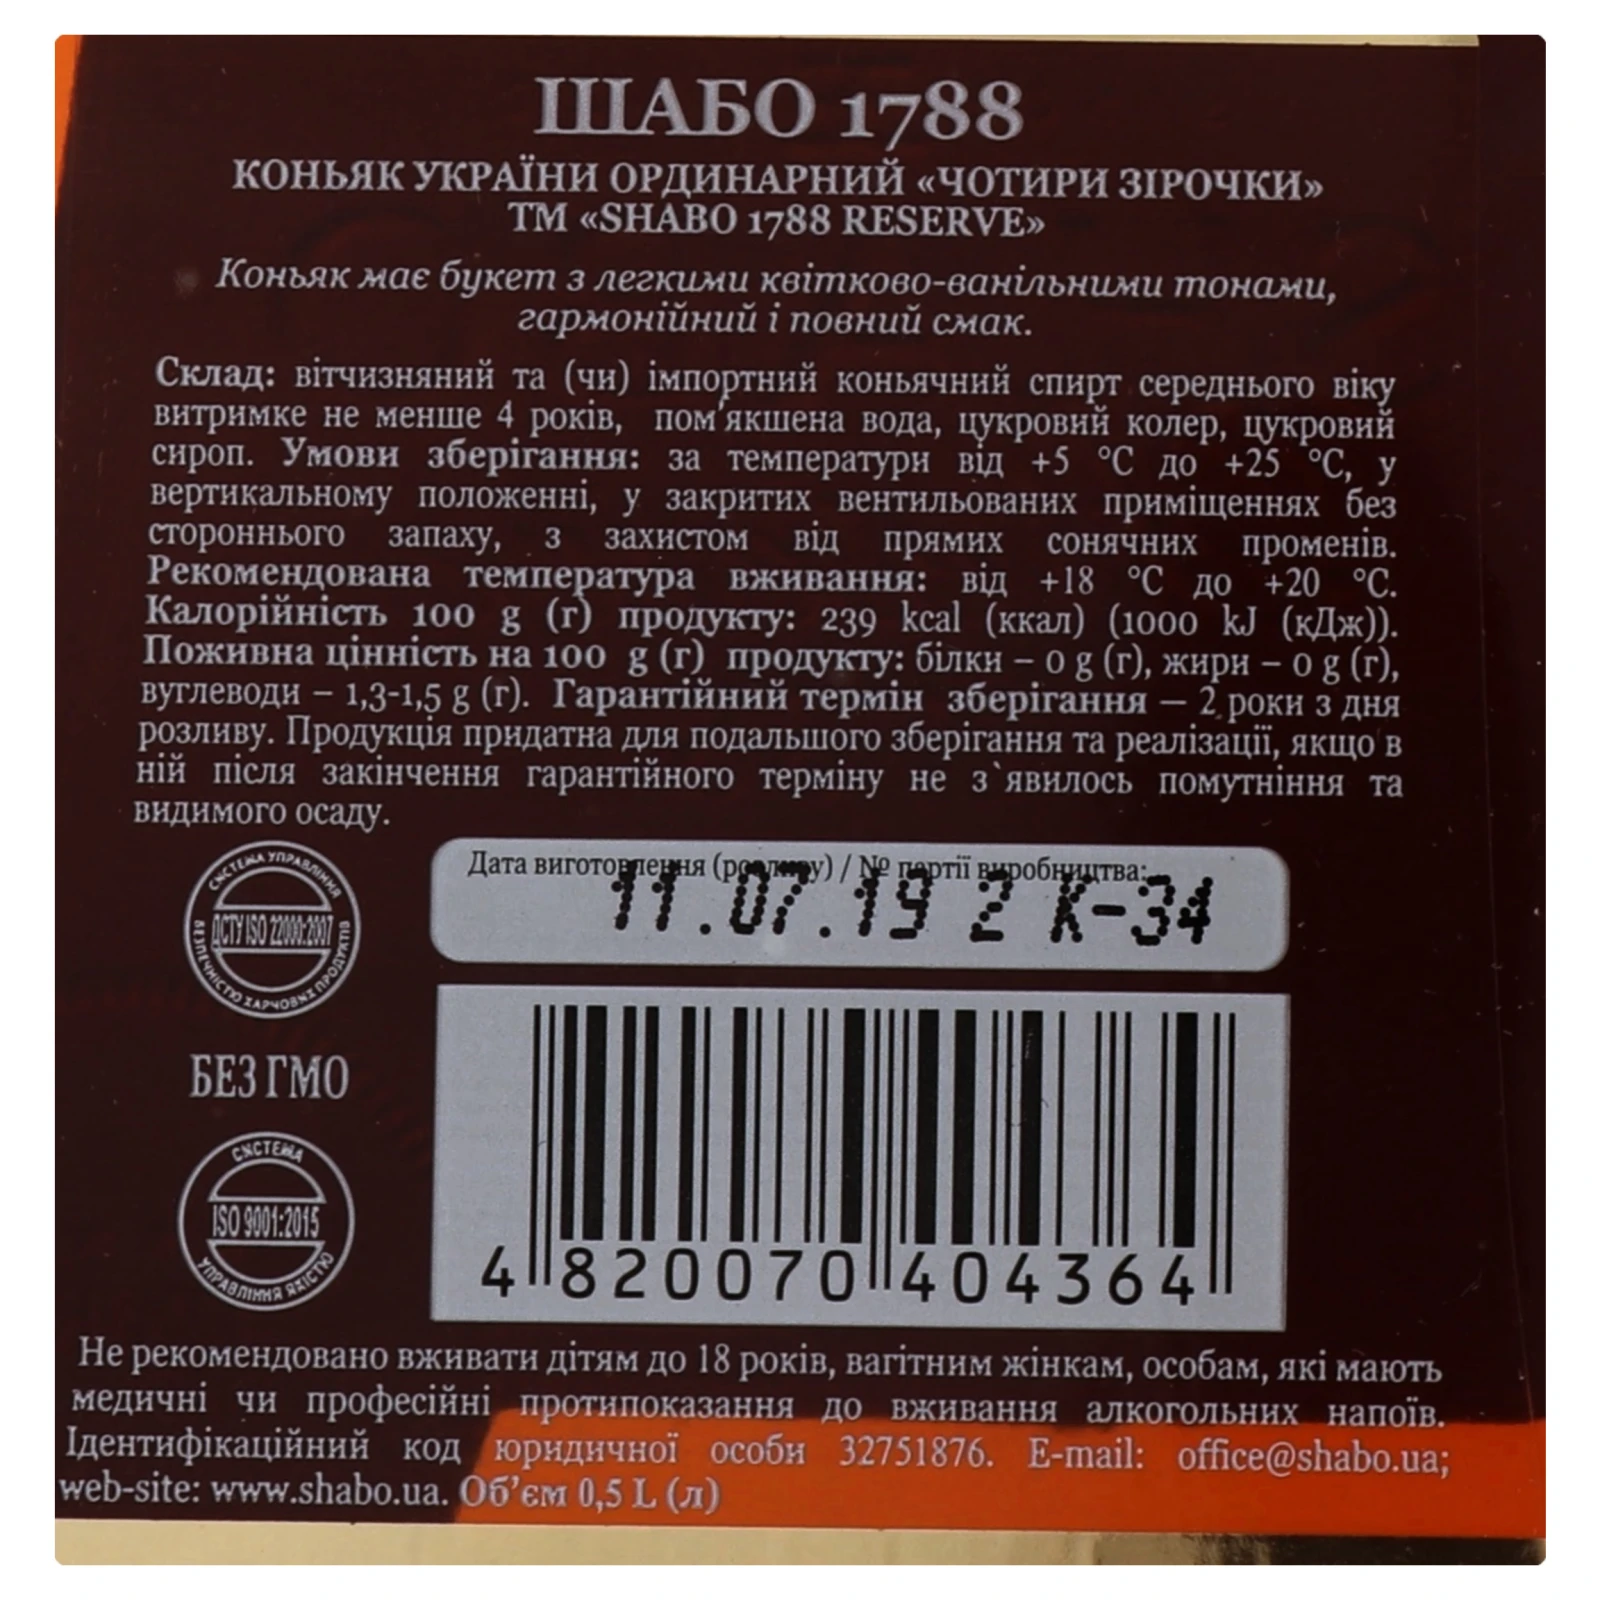 ШАБО 1788
КОНЬЯК УКРАЇНИ ОРДИНАРНИЙ «ЧОТИРИ ЗІРОЧКИ»
ТМ «SHABO 1788 RESERVE»
Коньяк має букет з легкими квітково-ванільними тонами,
гармонійний і повний смак.
Склад: вітчизняний та (чи) імпортний коньячний спирт середнього віку
витримке не менше 4 років, пом'якшена вода, цукровий колер, цукровий
сироп. Умови зберігання: за температури від +5 °С до +25 °С, у
вертикальному положенні, у закритих вентильованих приміщеннях без
стороннього запаху, з захистом від прямих сонячних променів.
Рекомендована температура вживання: від +18 °С до +20 °С.
Калорійність 100 g (г) продукту: 239 kcal (ккал) (1000 kJ (кДж)).
Поживна цінність на 100 g (г) продукту: білки – 0 g (г), жири – 0 g (г),
вуглеводи – 1,3-1,5 g (г). Гарантійний термін зберігання – 2 роки з дня
розливу. Продукція придатна для подальшого зберігання та реалізації, якщо в
ній після закінчення гарантійного терміну не з`явилось помутніння та
видимого осаду.
СИСТЕМА УПРАВЛІННЯ
ДСТУ ISO 22000:2007
БЕЗПЕЧНІСТЮ ХАРЧОВИХ ПРОДУКТІВ
Дата виготовлення (розливу) / № партії виробництва:
11.07.19 2 К-34
БЕЗ ГМО
СИСТЕМА
ISO 9001:2015
УПРАВЛІННЯ ЯКІСТЮ
4 820070 404364
Не рекомендовано вживати дітям до 18 років, вагітним жінкам, особам, які мають
медичні чи професійні протипоказання до вживання алкогольних напоїв.
Ідентифікаційний код юридичної особи 32751876. E-mail: office@shabo.ua;
web-site: www.shabo.ua. Об’єм 0,5 L (л)